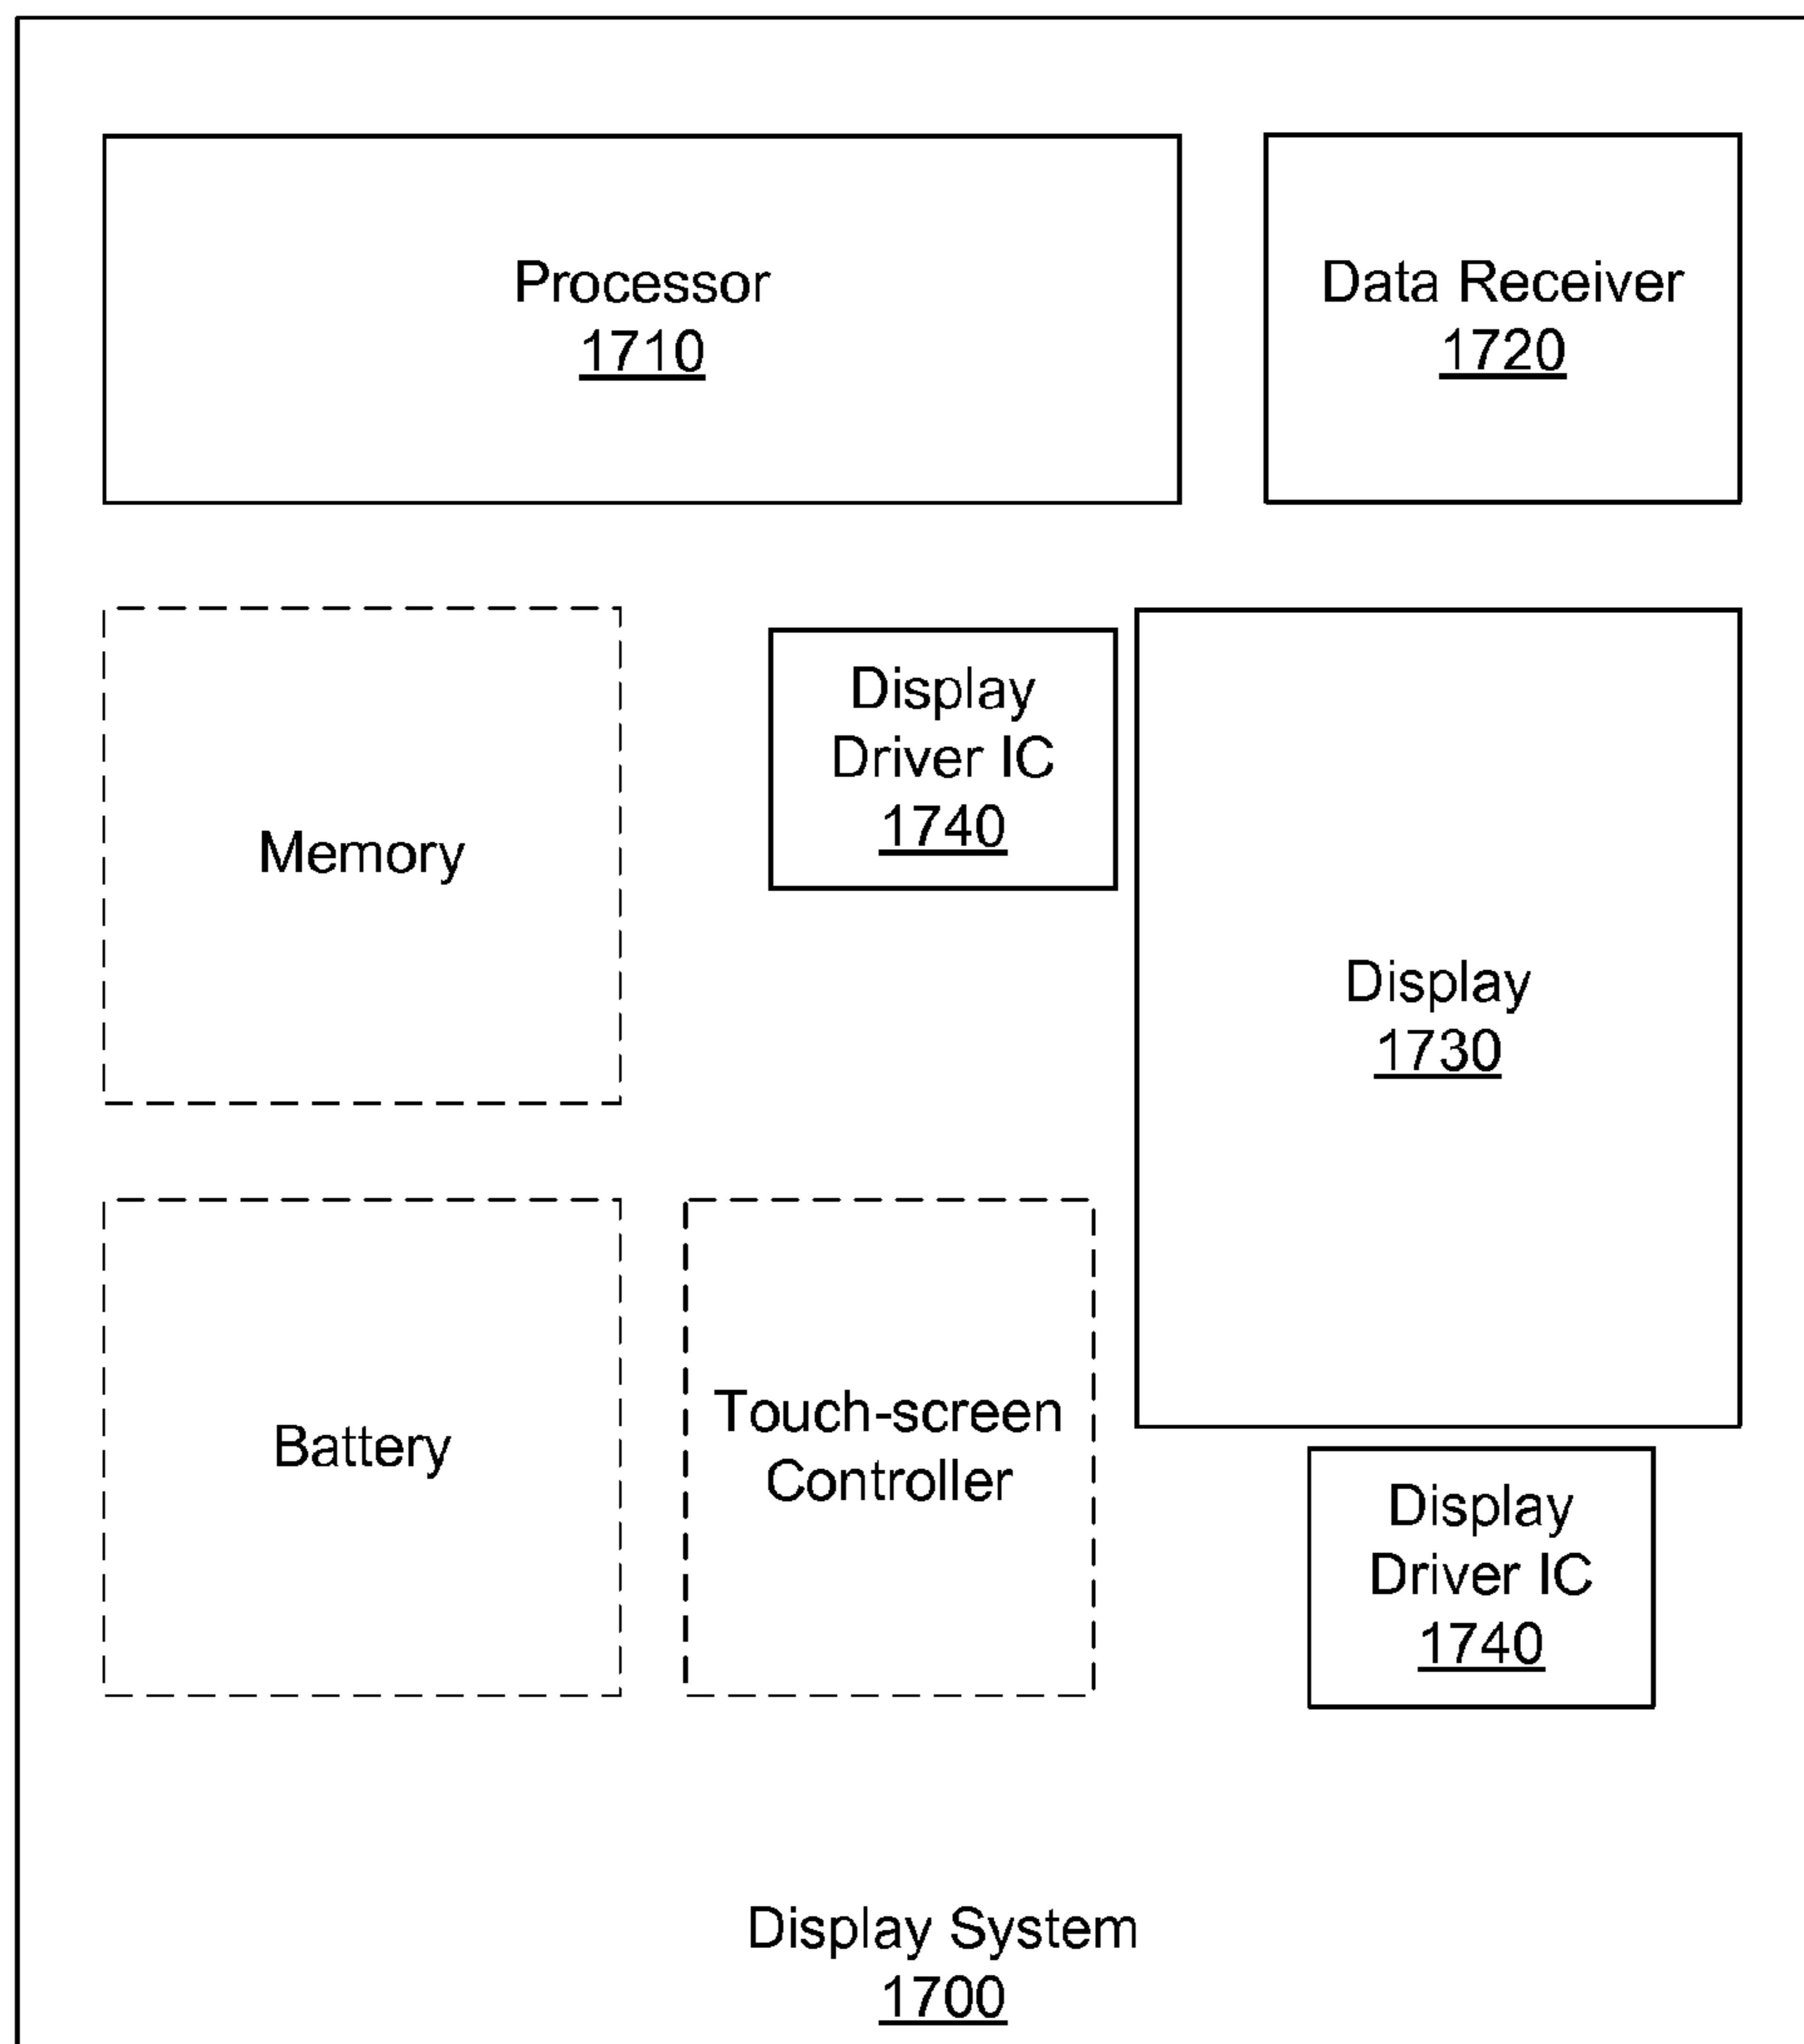 Processor
1710
Data Receiver
1720
Memory
Display
Driver IC
1740
Display
1730
Battery
Touch-screen
Controller
Display
Driver IC
1740
Display System
1700